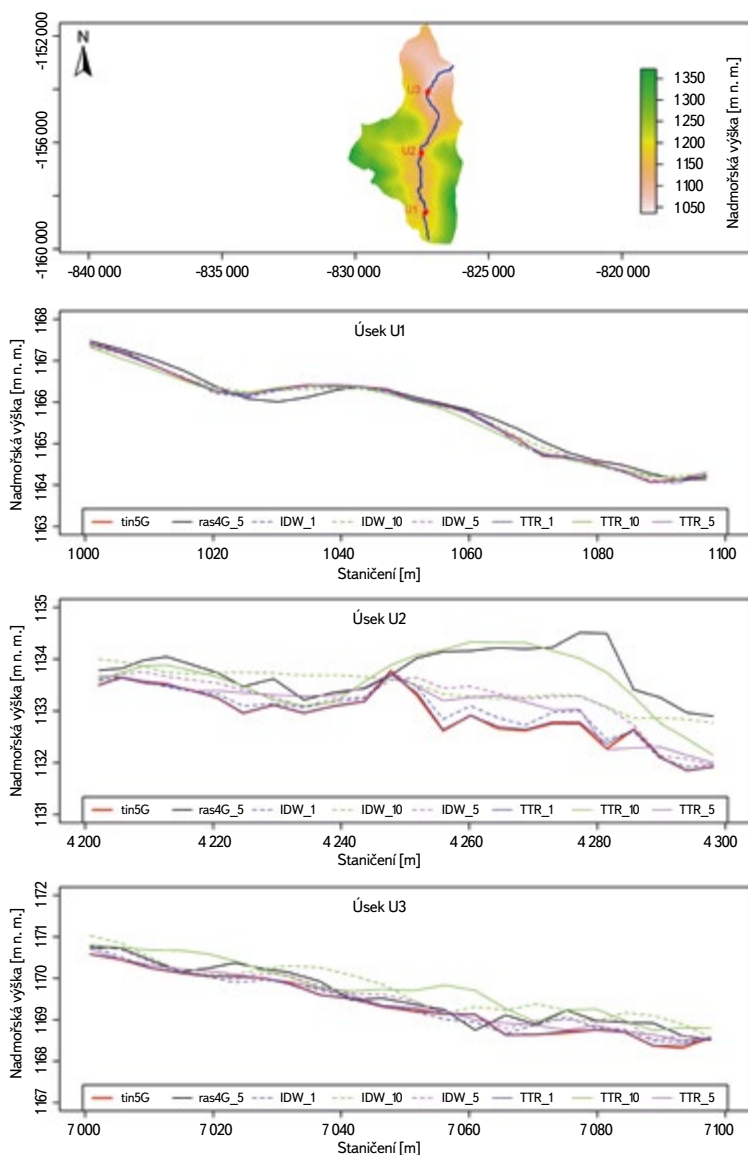 N
-1152 000
-1156 000
-1160 000
-840 000
-835 000
-830 000
-825 000
-820 000
U3
U2
U1
1350
1300
1250
1200
1150
1100
1050
Nadmořská výška [m n. m.]
Úsek U1
Nadmořská výška [m n. m.]
1168
1167
1166
1165
1164
1163
tin5G ras4G_5 IDW_1 IDW_10 IDW_5 TTR_1 TTR_10 TTR_5
1 000 1 020 1 040 1 060 1 080 1 100
Staničení [m]
Úsek U2
Nadmořská výška [m n. m.]
1135
1134
1133
1132
1131
tin5G ras4G_5 IDW_1 IDW_10 IDW_5 TTR_1 TTR_10 TTR_5
4 200 4 220 4 240 4 260 4 280 4 300
Staničení [m]
Úsek U3
Nadmořská výška [m n. m.]
1172
1171
1170
1169
1168
1167
tin5G ras4G_5 IDW_1 IDW_10 IDW_5 TTR_1 TTR_10 TTR_5
7 000 7 020 7 040 7 060 7 080 7 100
Staničení [m]